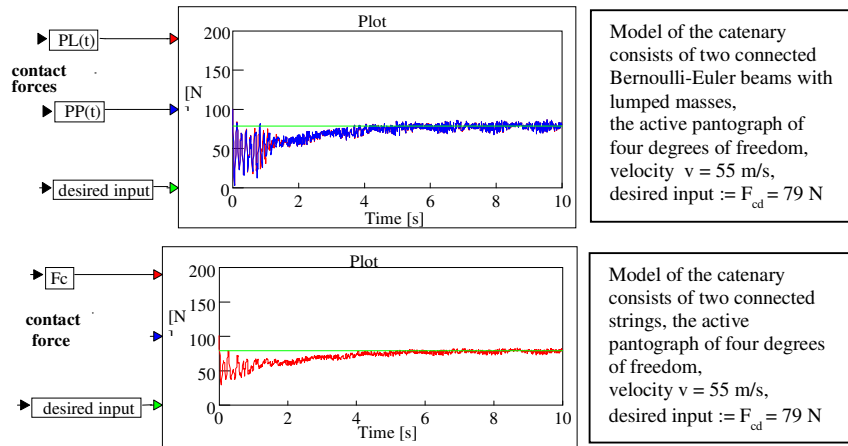 Plot
PL(t)
contact
forces
PP(t)
desired input
[N
]
200
150
100
50
0
0 2 4 6 8 10
Time [s]
Model of the catenary
consists of two connected
Bernoulli-Euler beams with
lumped masses,
the active pantograph of
four degrees of freedom,
velocity v = 55 m/s,
desired input := Fcd = 79 N
Plot
Fc
contact
force
desired input
[N
]
200
150
100
50
0
0 2 4 6 8 10
Time [s]
Model of the catenary
consists of two connected
strings, the active
pantograph of four degrees
of freedom,
velocity v = 55 m/s,
desired input := Fcd = 79 N